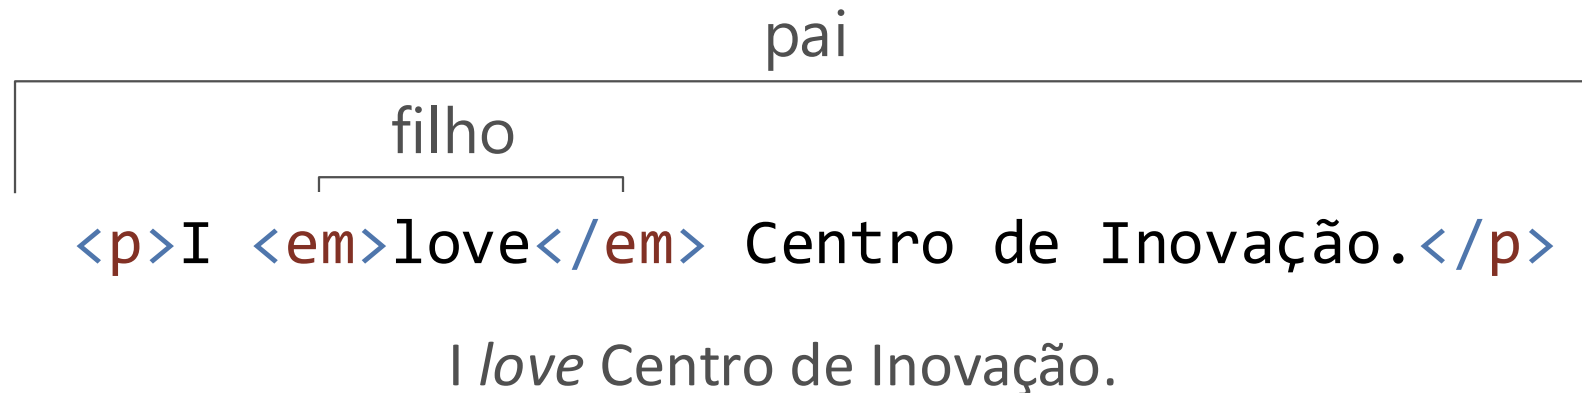 pai
filho
<p>I <em>love</em> Centro de Inovação.</p>
I love Centro de Inovação.